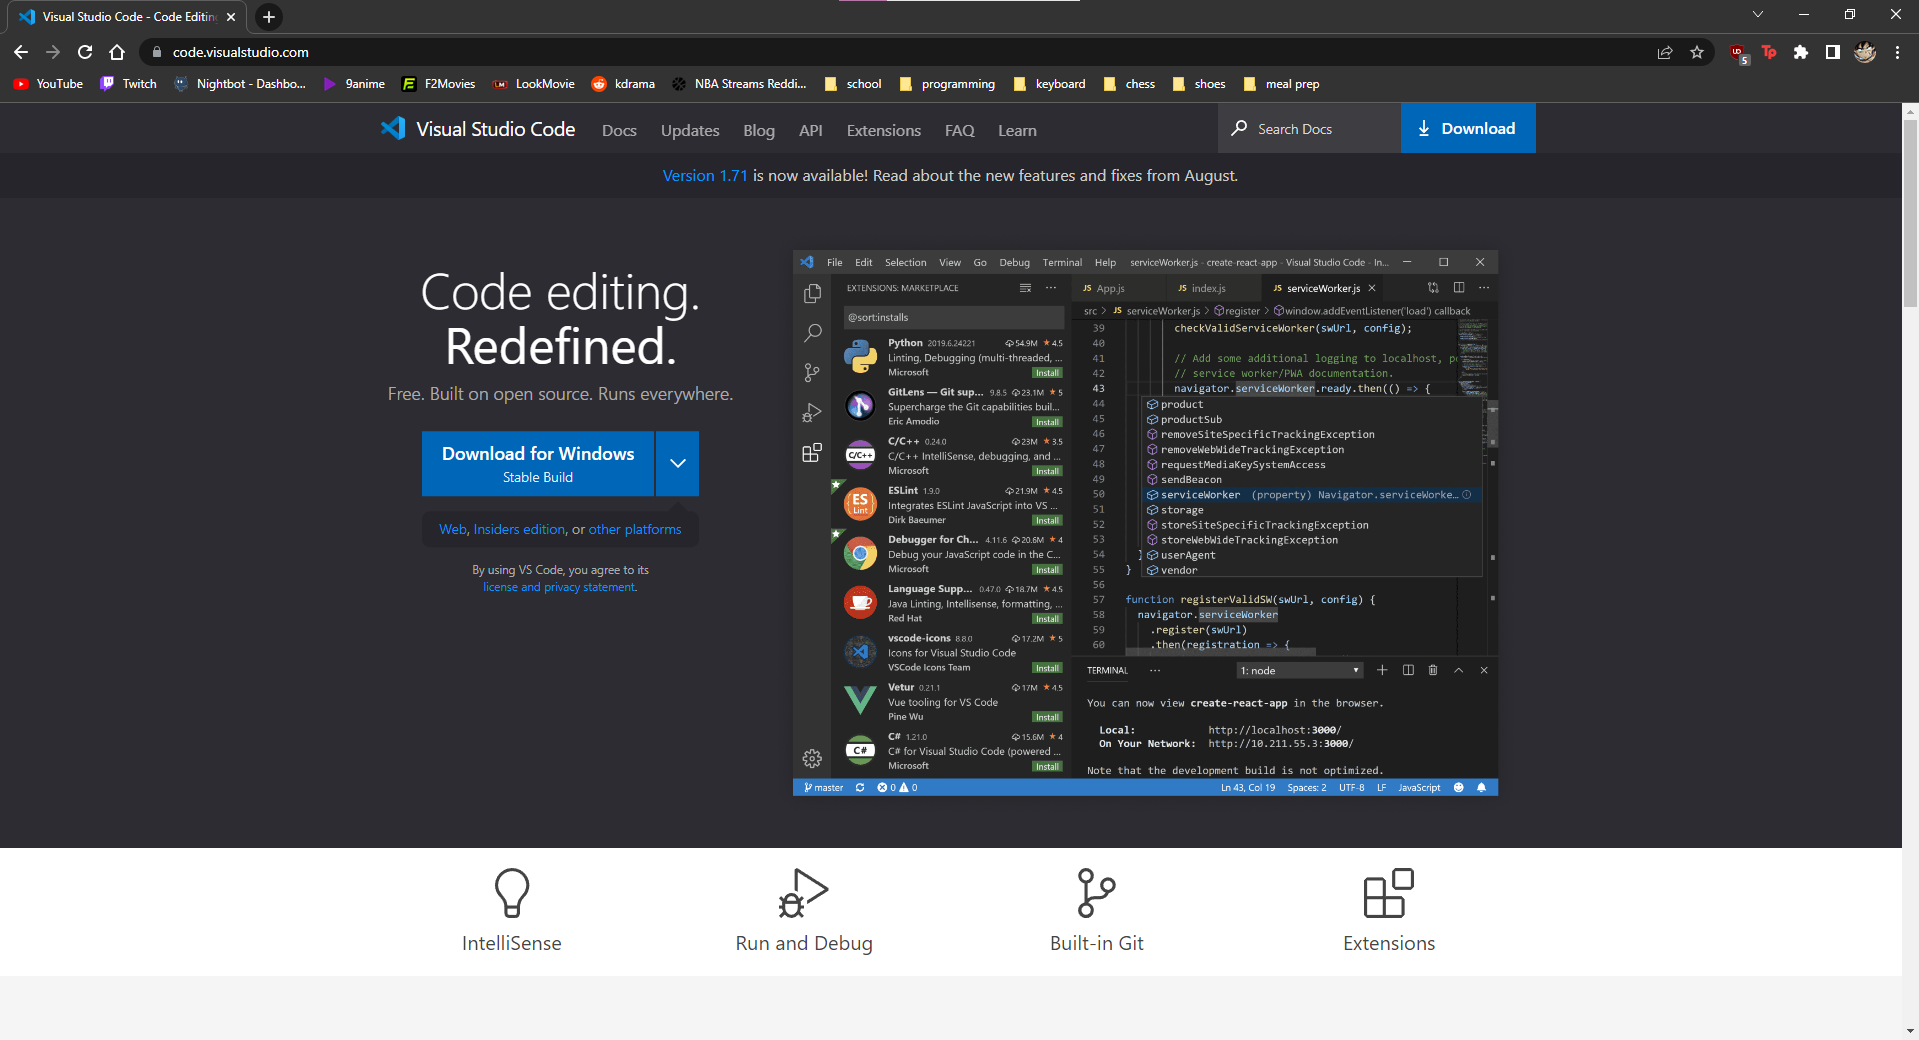 Visual Studio Code - Code Editin
code.visualstudio.com
5
Tp
YouTube Twitch Nightbot - Dashbo... 9anime F2Movies LookMovie kdrama NBA Streams Reddi... school programming keyboard chess shoes meal prep
Visual Studio Code Docs Updates Blog API Extensions FAQ Learn Search Docs Download
Version 1.71 is now available! Read about the new features and fixes from August.
Code editing.
Redefined.
Free. Built on open source. Runs everywhere.
Download for Windows
Stable Build
Web, Insiders edition, or other platforms
By using VS Code, you agree to its
license and privacy statement.
File Edit Selection View Go Debug Terminal Help serviceWorker.js - create-react-app - Visual Studio Code - In...
EXTENSIONS: MARKETPLACE
@sort:installs
Python 2019.6.24221 54.9M 4.5
Linting, Debugging (multi-threaded, ...
Microsoft Install
GitLens — Git sup... 9.8.5 23.1M 5
Supercharge the Git capabilities buil...
Eric Amodio Install
C/C++
C/C++ 0.24.0 23M 3.5
C/C++ IntelliSense, debugging, and ...
Microsoft Install
ES
Lint
ESLint 1.9.0 21.9M 4.5
Integrates ESLint JavaScript into VS ...
Dirk Baeumer Install
Debugger for Ch... 4.11.6 20.6M 4
Debug your JavaScript code in the C...
Microsoft Install
Language Supp... 0.47.0 18.7M 4.5
Java Linting, Intellisense, formatting, ...
Red Hat Install
vscode-icons 8.8.0 17.2M 5
Icons for Visual Studio Code
VSCode Icons Team Install
Vetur 0.21.1 17M 4.5
Vue tooling for VS Code
Pine Wu Install
C#
C# 1.21.0 15.6M 4
C# for Visual Studio Code (powered ...
Microsoft Install
JS App.js JS index.js JS serviceWorker.js
src > JS serviceWorker.js > register > window.addEventListener('load') callback
39 checkValidServiceWorker(swUrl, config);
40
41 // Add some additional logging to localhost, p
42 // service worker/PWA documentation.
43 navigator.serviceWorker.ready.then(() => {
44 product
45 productSub
46 removeSiteSpecificTrackingException
47 removeWebWideTrackingException
48 requestMediaKeySystemAccess
49 sendBeacon
50 serviceWorker (property) Navigator.serviceWorke...
51 storage
52 storeSiteSpecificTrackingException
53 storeWebWideTrackingException
54 } userAgent
55 } vendor
56
57 function registerValidSW(swUrl, config) {
58 navigator.serviceWorker
59 .register(swUrl)
60 .then(registration => {
TERMINAL ... 1: node
You can now view create-react-app in the browser.
Local: http://localhost:3000/
On Your Network: http://10.211.55.3:3000/
Note that the development build is not optimized.
master 0 0 Ln 43, Col 19 Spaces: 2 UTF-8 LF JavaScript
IntelliSense Run and Debug Built-in Git Extensions